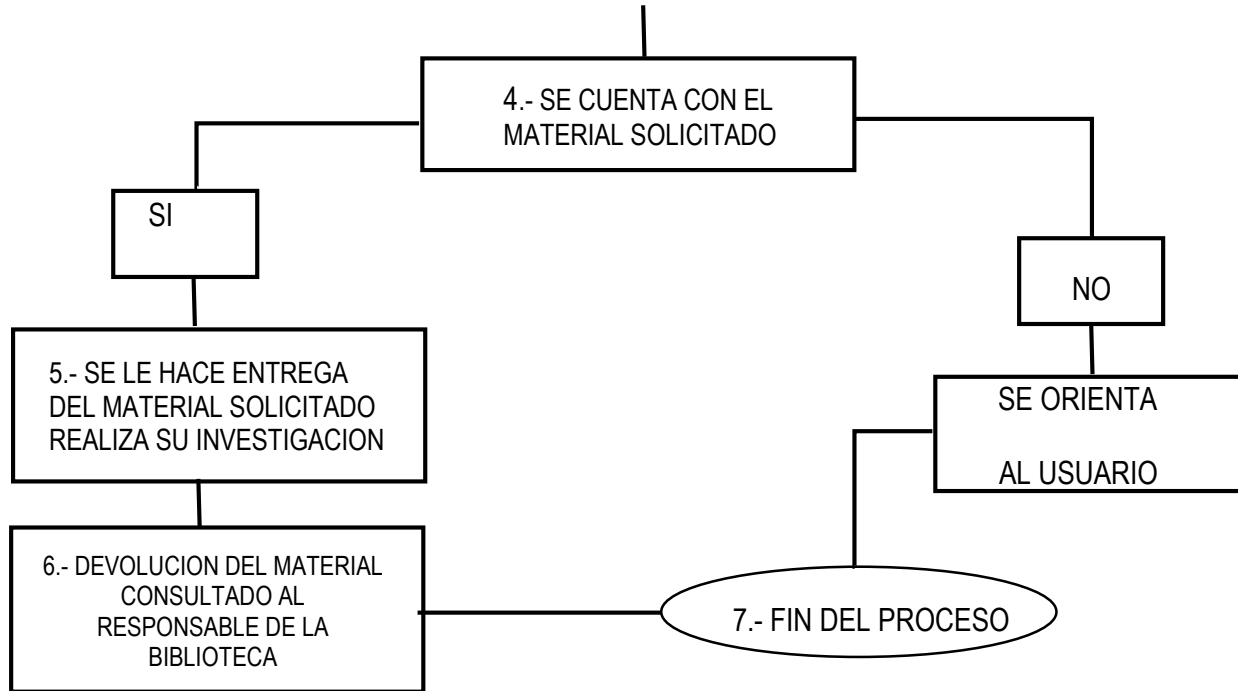 4.- SE CUENTA CON EL
MATERIAL SOLICITADO
SI
NO
5.- SE LE HACE ENTREGA
DEL MATERIAL SOLICITADO
REALIZA SU INVESTIGACION
SE ORIENTA
AL USUARIO
6.- DEVOLUCION DEL MATERIAL
CONSULTADO AL
RESPONSABLE DE LA
BIBLIOTECA
7.- FIN DEL PROCESO